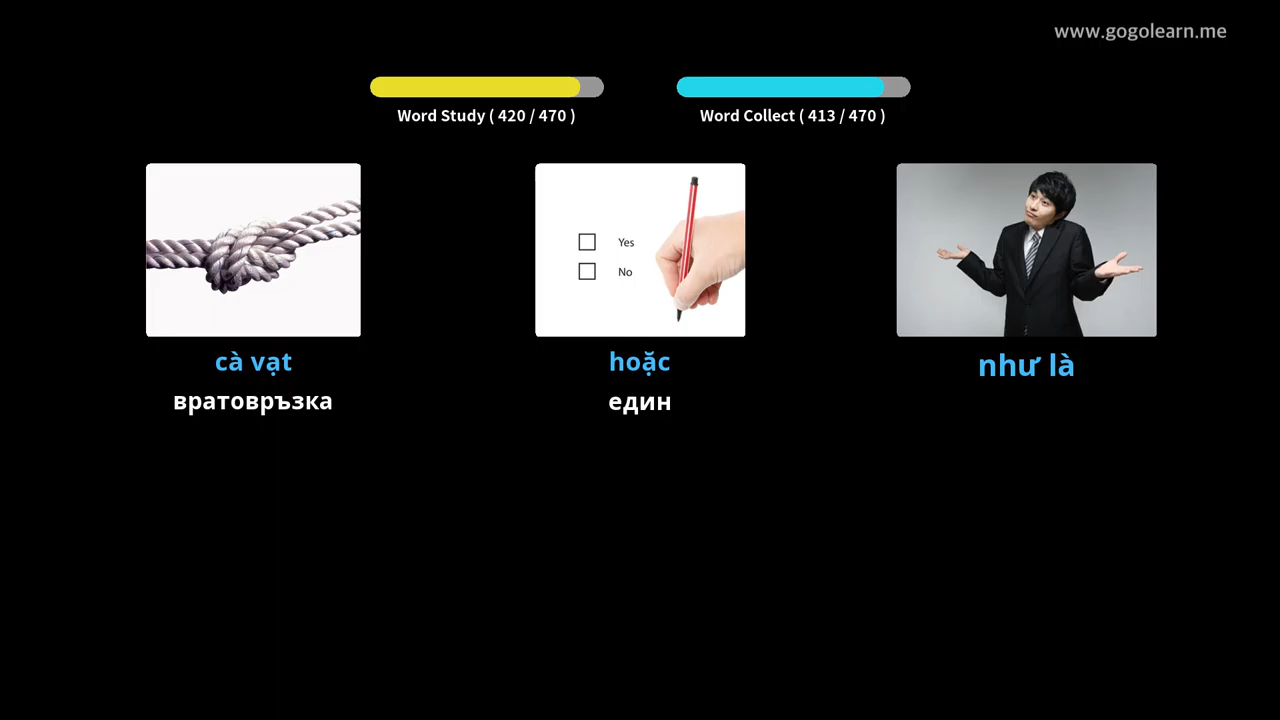 www.gogolearn.me
Word Study ( 420 / 470 )
Word Collect ( 413 / 470 )
Yes
No
cà vạt
вратовръзка
hoặc
един
như là